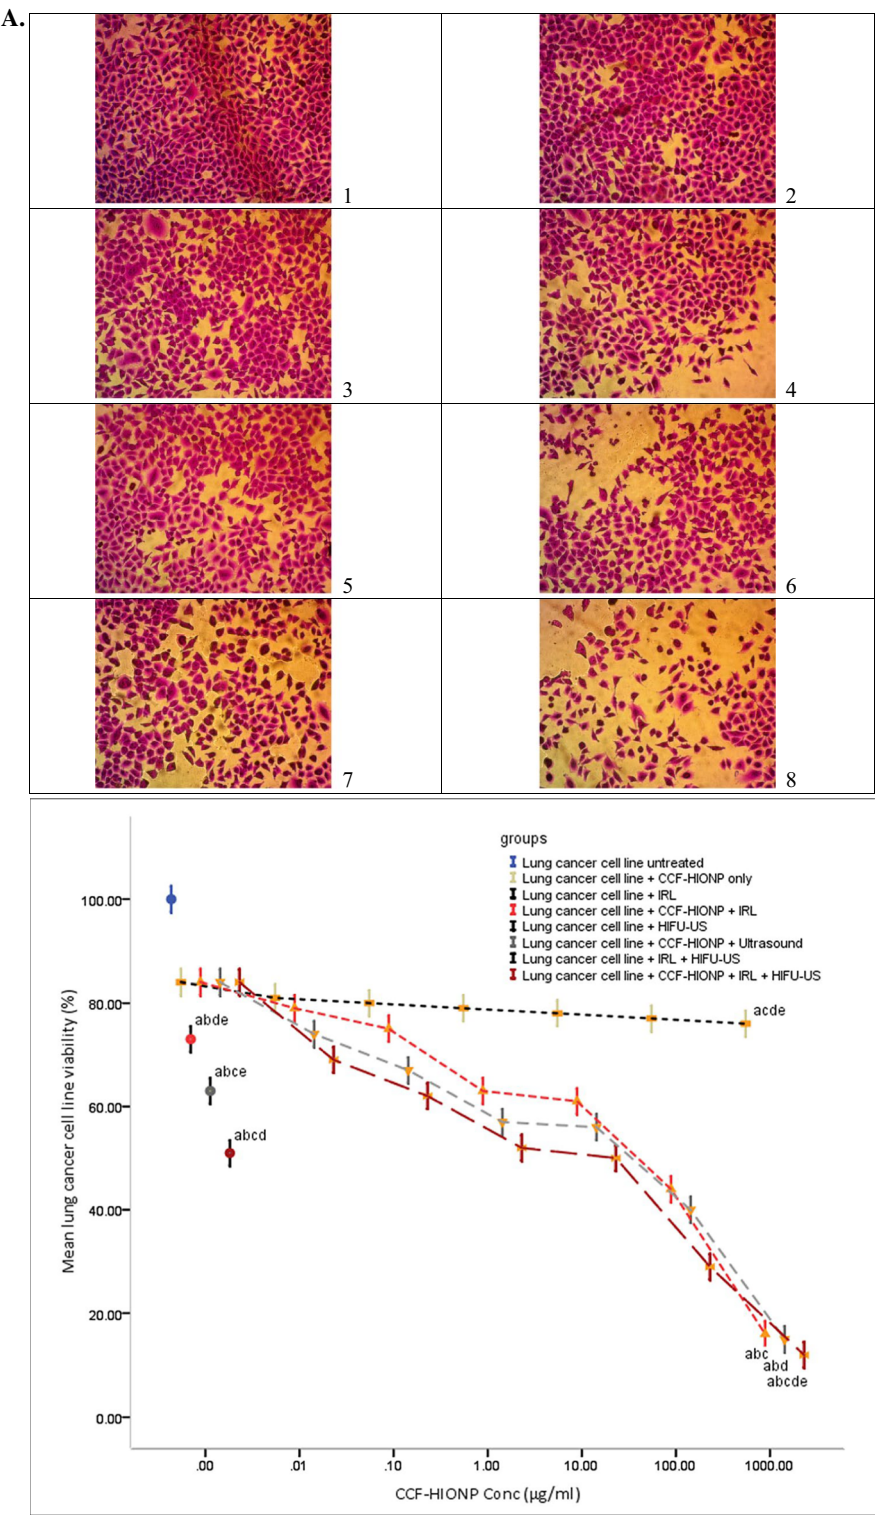 A.
1
2
3
4
5
6
7
8
groups
Lung cancer cell line untreated
Lung cancer cell line + CCF-HIONP only
Lung cancer cell line + IRL
Lung cancer cell line + CCF-HIONP + IRL
Lung cancer cell line + HIFU-US
Lung cancer cell line + CCF-HIONP + Ultrasound
Lung cancer cell line + IRL + HIFU-US
Lung cancer cell line + CCF-HIONP + IRL + HIFU-US
Mean lung cancer cell line viability (%)
100.00
80.00
60.00
40.00
20.00
0.00
acde
abde
abce
abcd
abc
abd
abcde
.00
.01
.10
1.00
10.00
100.00
1000.00
CCF-HIONP Conc (µg/ml)